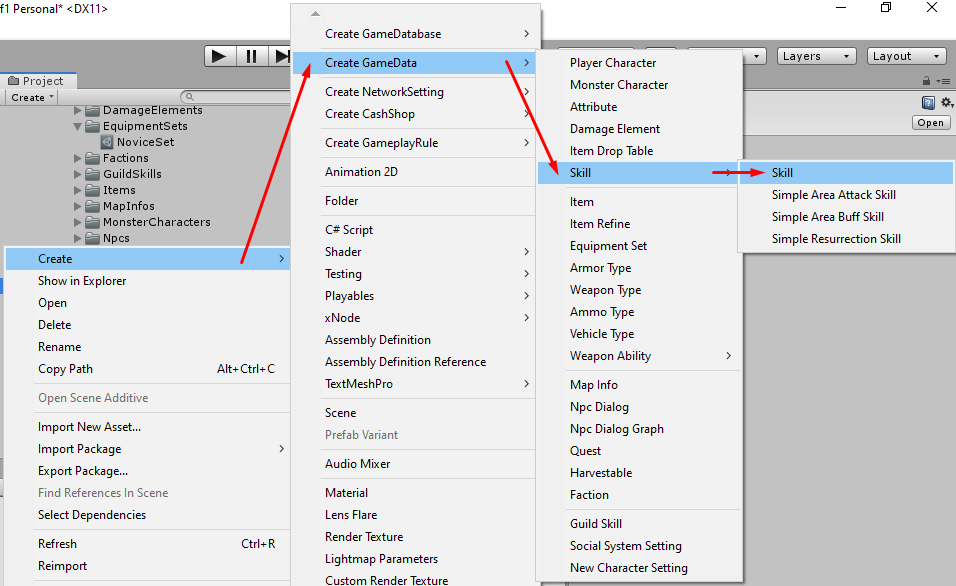 f1 Personal* <DX11>
Layers
Layout
Project
Create
Open
DamageElements
EquipmentSets
NoviceSet
Factions
GuildSkills
Items
MapInfos
MonsterCharacters
Npcs
Create
Show in Explorer
Open
Delete
Rename
Copy Path Alt+Ctrl+C
Open Scene Additive
Import New Asset...
Import Package
Export Package...
Find References In Scene
Select Dependencies
Refresh Ctrl+R
Reimport
Create GameDatabase
Create GameData
Create NetworkSetting
Create CashShop
Create GameplayRule
Animation 2D
Folder
C# Script
Shader
Testing
Playables
xNode
Assembly Definition
Assembly Definition Reference
TextMeshPro
Scene
Prefab Variant
Audio Mixer
Material
Lens Flare
Render Texture
Lightmap Parameters
Custom Render Texture
Player Character
Monster Character
Attribute
Damage Element
Item Drop Table
Skill
Item
Item Refine
Equipment Set
Armor Type
Weapon Type
Ammo Type
Vehicle Type
Weapon Ability
Map Info
Npc Dialog
Npc Dialog Graph
Quest
Harvestable
Faction
Guild Skill
Social System Setting
New Character Setting
Skill
Simple Area Attack Skill
Simple Area Buff Skill
Simple Resurrection Skill